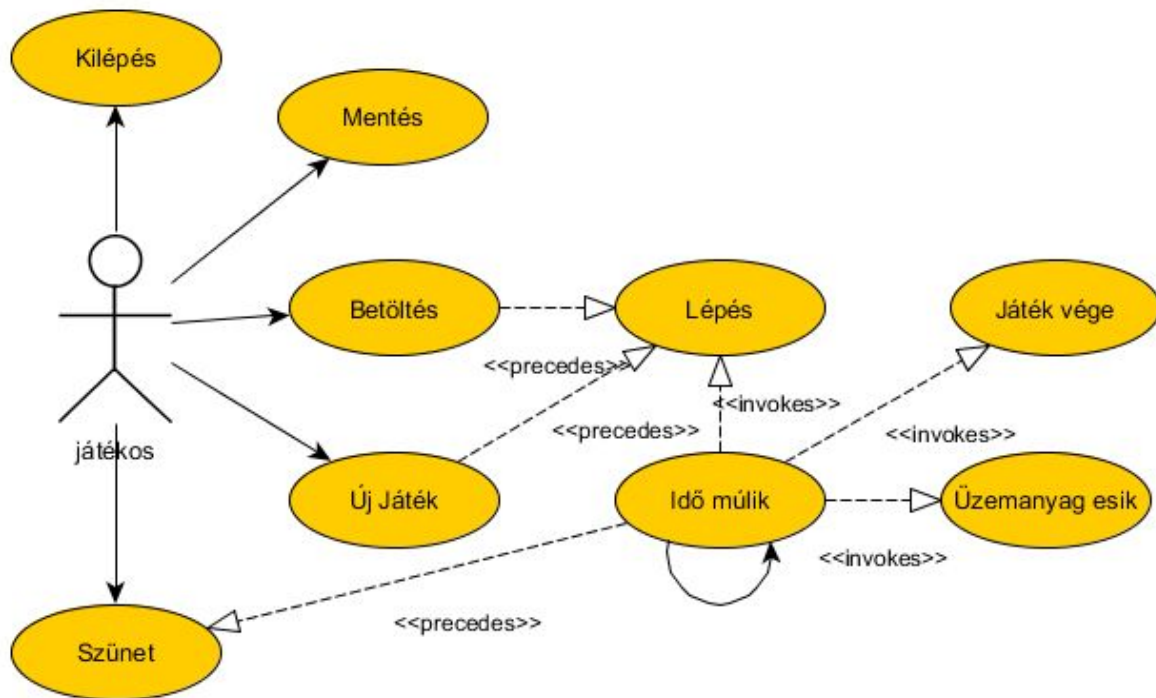 Kilépés
Mentés
Betöltés
Lépés
Játék vége
<<precedes>>
<<invokes>>
<<precedes>>
<<invokes>>
játékos
Új Játék
Idő múlik
Üzemanyag esik
<<invokes>>
<<precedes>>
Szünet